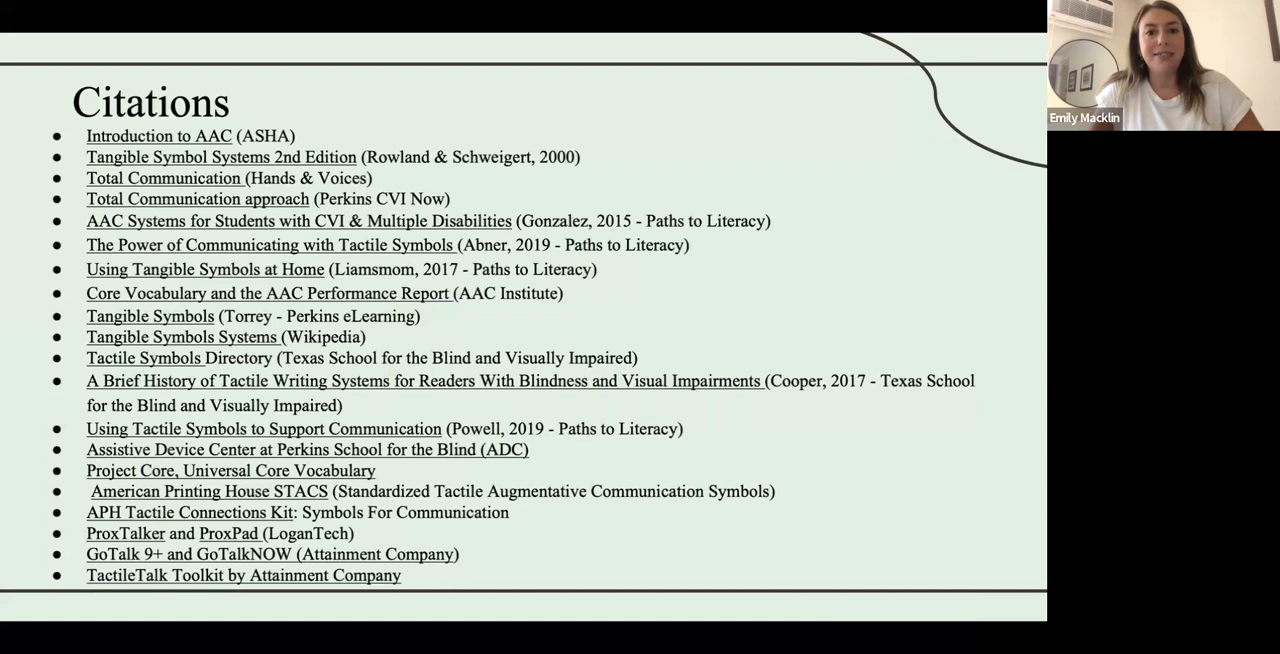 Citations
● Introduction to AAC (ASHA)
● Tangible Symbol Systems 2nd Edition (Rowland & Schweigert, 2000)
● Total Communication (Hands & Voices)
● Total Communication approach (Perkins CVI Now)
● AAC Systems for Students with CVI & Multiple Disabilities (Gonzalez, 2015 - Paths to Literacy)
● The Power of Communicating with Tactile Symbols (Abner, 2019 - Paths to Literacy)
● Using Tangible Symbols at Home (Liamsmom, 2017 - Paths to Literacy)
● Core Vocabulary and the AAC Performance Report (AAC Institute)
● Tangible Symbols (Torrey - Perkins eLearning)
● Tangible Symbols Systems (Wikipedia)
● Tactile Symbols Directory (Texas School for the Blind and Visually Impaired)
● A Brief History of Tactile Writing Systems for Readers With Blindness and Visual Impairments (Cooper, 2017 - Texas School
for the Blind and Visually Impaired)
● Using Tactile Symbols to Support Communication (Powell, 2019 - Paths to Literacy)
● Assistive Device Center at Perkins School for the Blind (ADC)
● Project Core, Universal Core Vocabulary
● American Printing House STACS (Standardized Tactile Augmentative Communication Symbols)
● APH Tactile Connections Kit: Symbols For Communication
● ProxTalker and ProxPad (LoganTech)
● GoTalk 9+ and GoTalkNOW (Attainment Company)
● TactileTalk Toolkit by Attainment Company
Emily Macklin